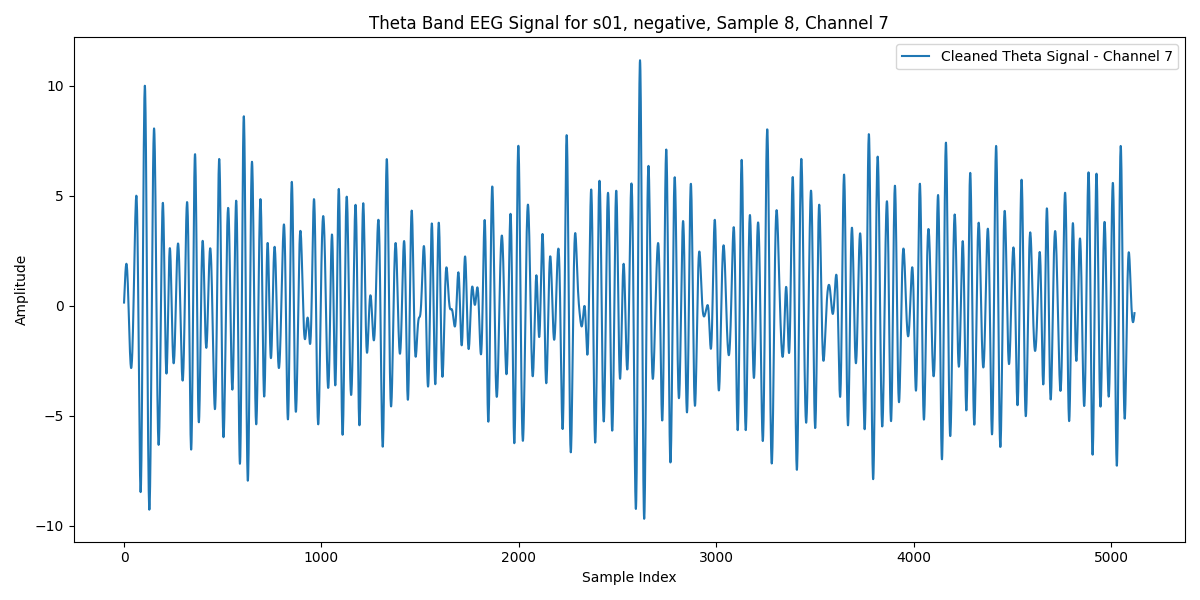 Theta Band EEG Signal for s01, negative, Sample 8, Channel 7
Cleaned Theta Signal - Channel 7
10
5
0
−5
−10
Amplitude
0 1000 2000 3000 4000 5000
Sample Index